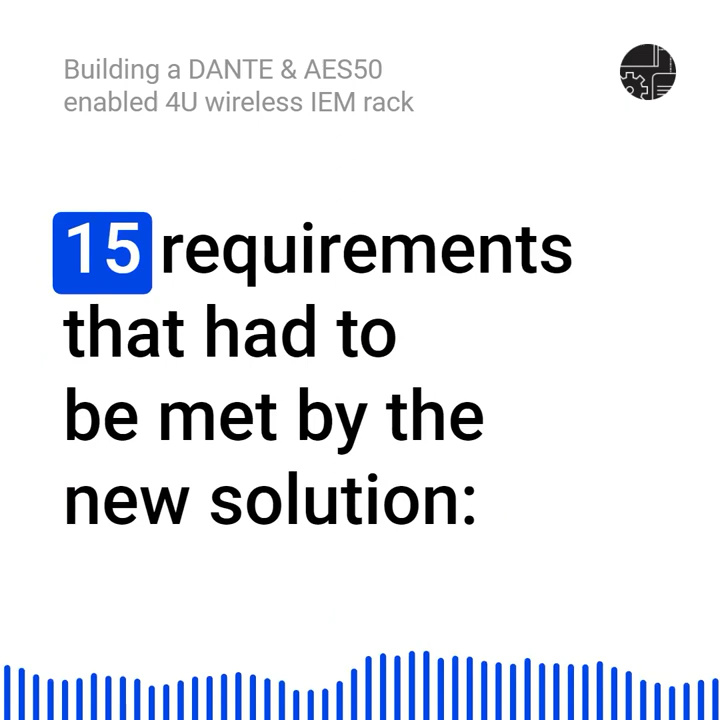 Building a DANTE & AES50
enabled 4U wireless IEM rack
15 requirements
that had to
be met by the
new solution: